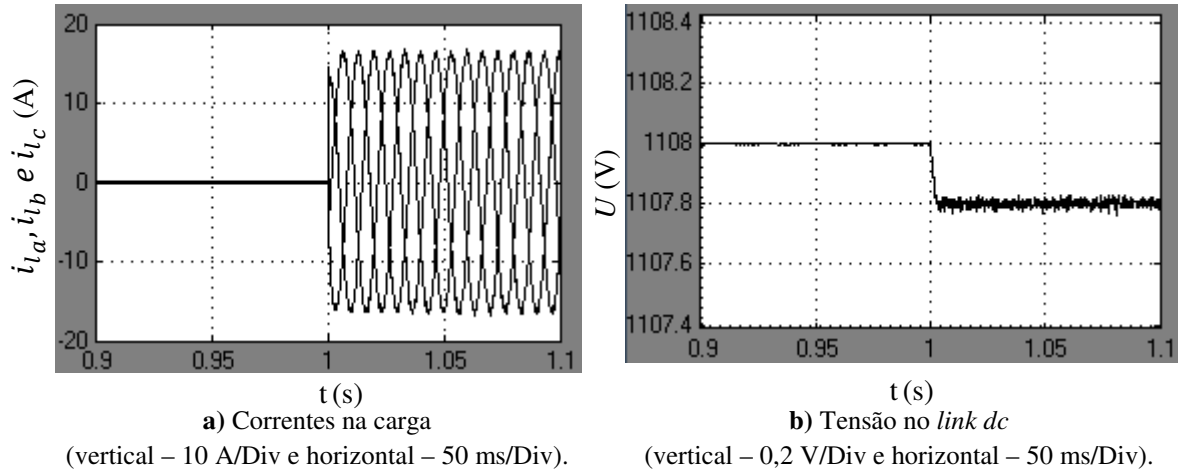 20
10
0
-10
-20
i_{l_a}, i_{l_b} e i_{l_c} (A)
0.9 0.95 1 1.05 1.1
t (s)
a) Correntes na carga
(vertical – 10 A/Div e horizontal – 50 ms/Div).
1108.4
1108.2
1108
1107.8
1107.6
1107.4
U (V)
0.9 0.95 1 1.05 1.1
t (s)
b) Tensão no link dc
(vertical – 0,2 V/Div e horizontal – 50 ms/Div).